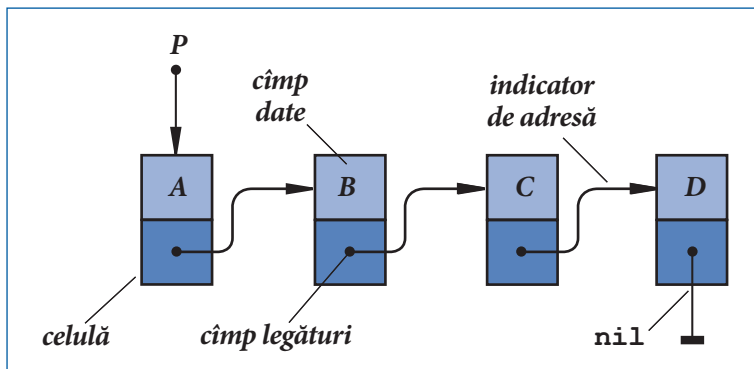 P
cîmp
date
indicator
de adresă
A
B
C
D
celulă
cîmp legături
nil